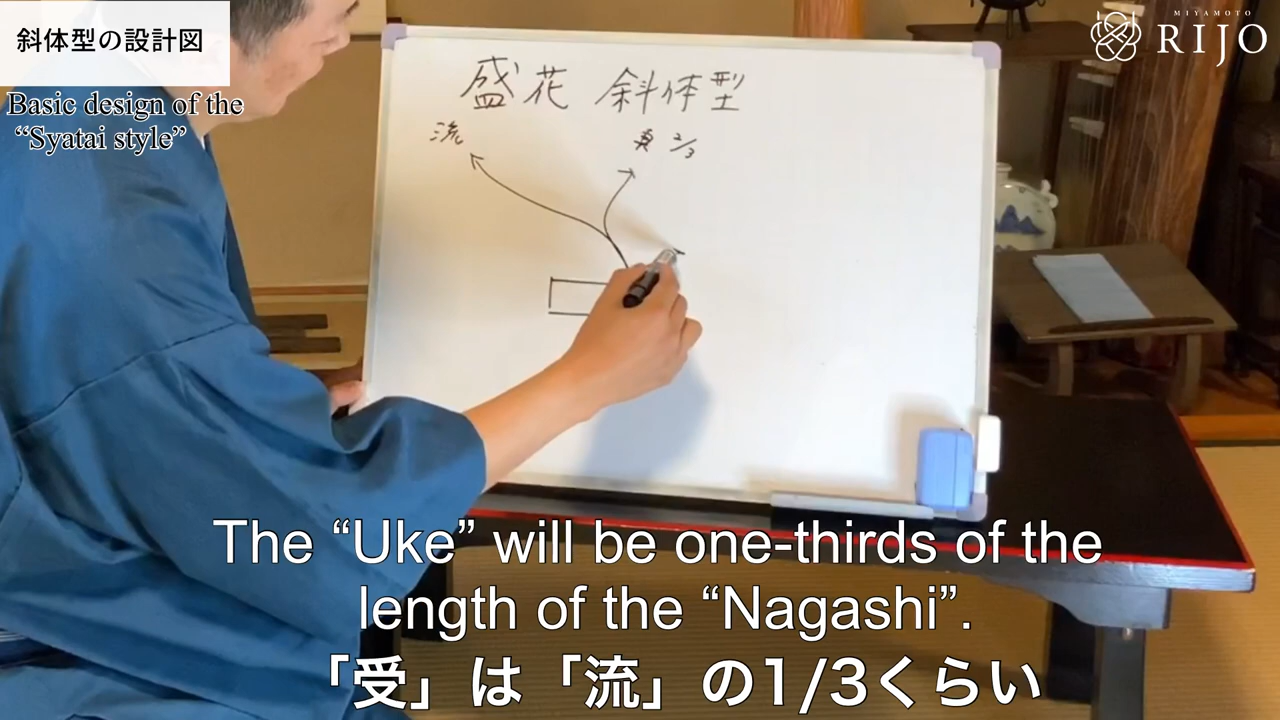 斜体型の設計図
Basic design of the
“Syatai style”
MIYAMOTO
RIJO
盛花 斜体型
流
真 2/3
The “Uke” will be one-thirds of the
length of the “Nagashi”.
「受」は「流」の1/3くらい